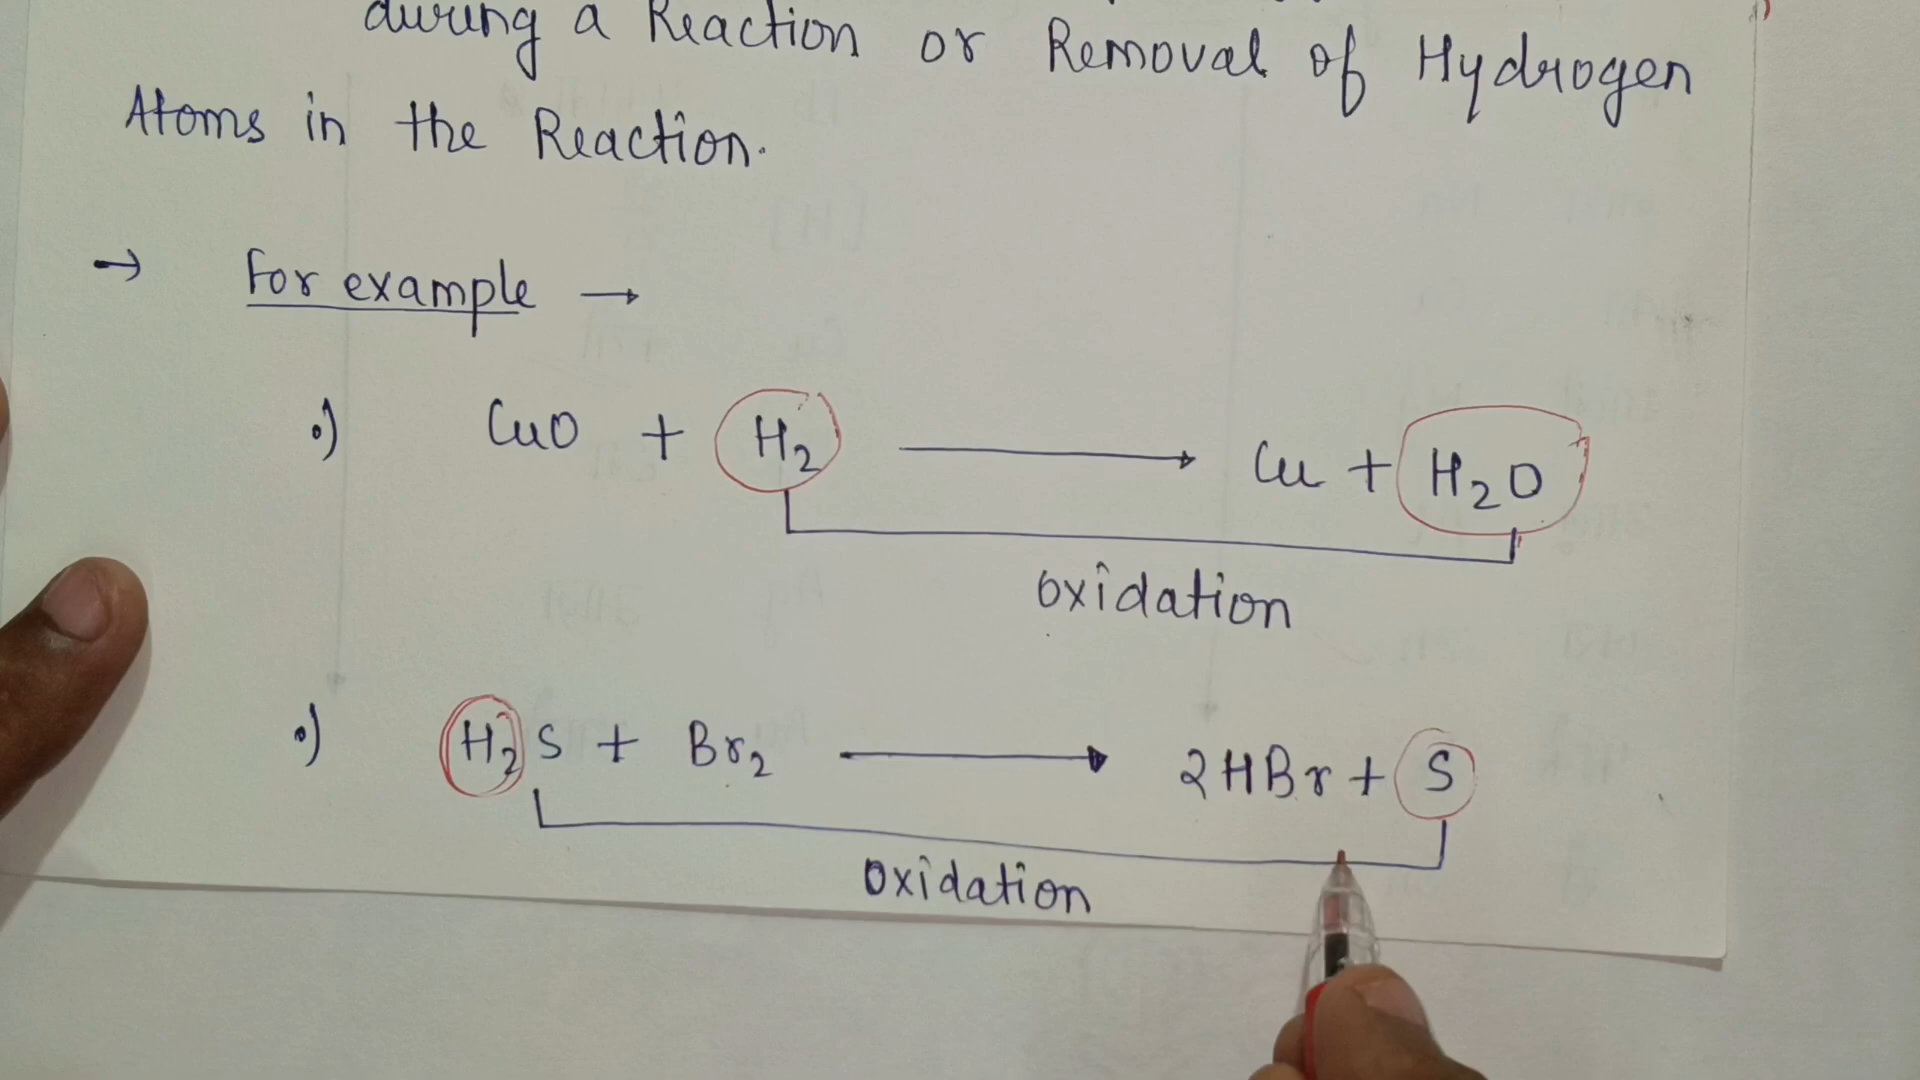 during a Reaction or Removal of Hydrogen
Atoms in the Reaction.
→ For example →
•) CuO + H₂ → Cu + H₂O
oxidation
•) H₂S + Br₂ → 2HBr + S
Oxidation